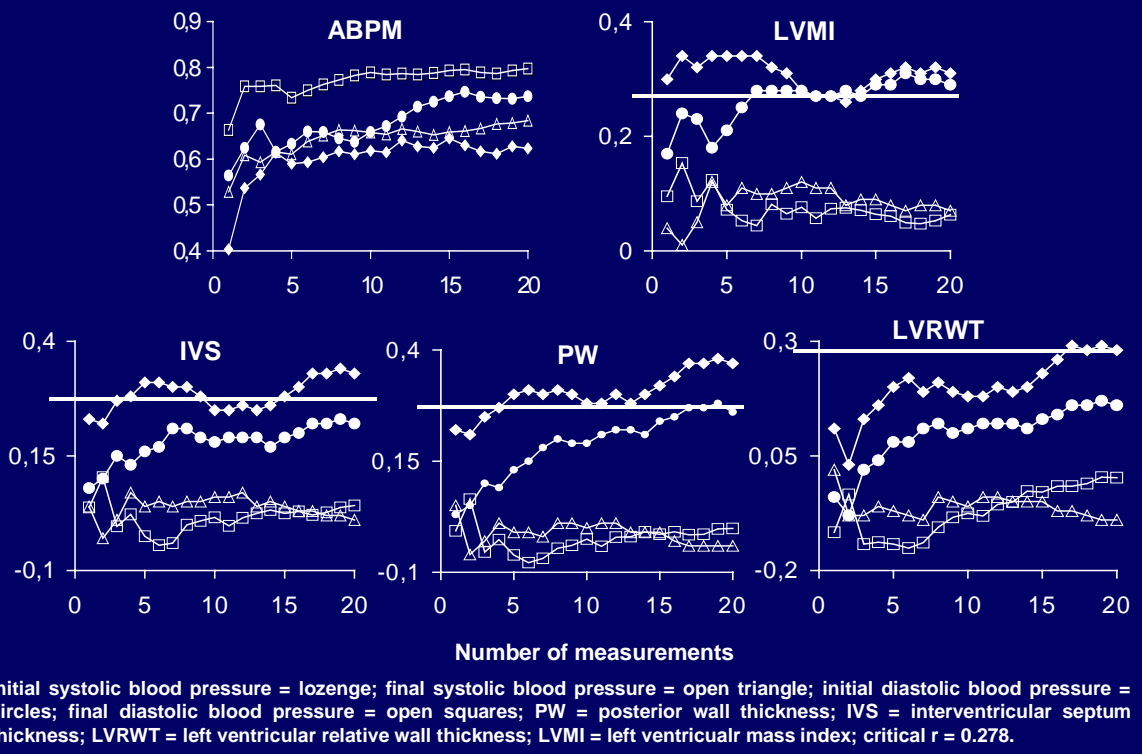 ABPM
0,9
0,8
0,7
0,6
0,5
0,4
0 5 10 15 20
LVMI
0,4
0,2
0
0 5 10 15 20
IVS
0,4
0,15
-0,1
0 5 10 15 20
PW
0,4
0,15
-0,1
0 5 10 15 20
LVRWT
0,3
0,05
-0,2
0 5 10 15 20
Number of measurements
nitial systolic blood pressure = lozenge; final systolic blood pressure = open triangle; initial diastolic blood pressure =
ircles; final diastolic blood pressure = open squares; PW = posterior wall thickness; IVS = interventricular septum
hickness; LVRWT = left ventricular relative wall thickness; LVMI = left ventricualr mass index; critical r = 0.278.